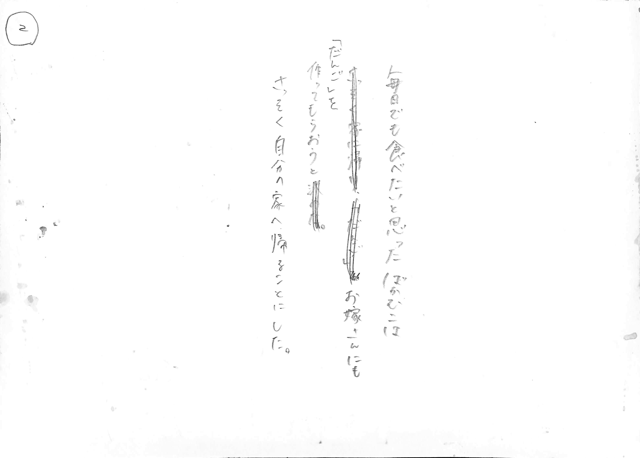 2
毎日でも食べたいと思ったばかむこは
お嫁さんにも
「だんご」を
作ってもらおうと
さっそく自分の家へ帰ることにした。